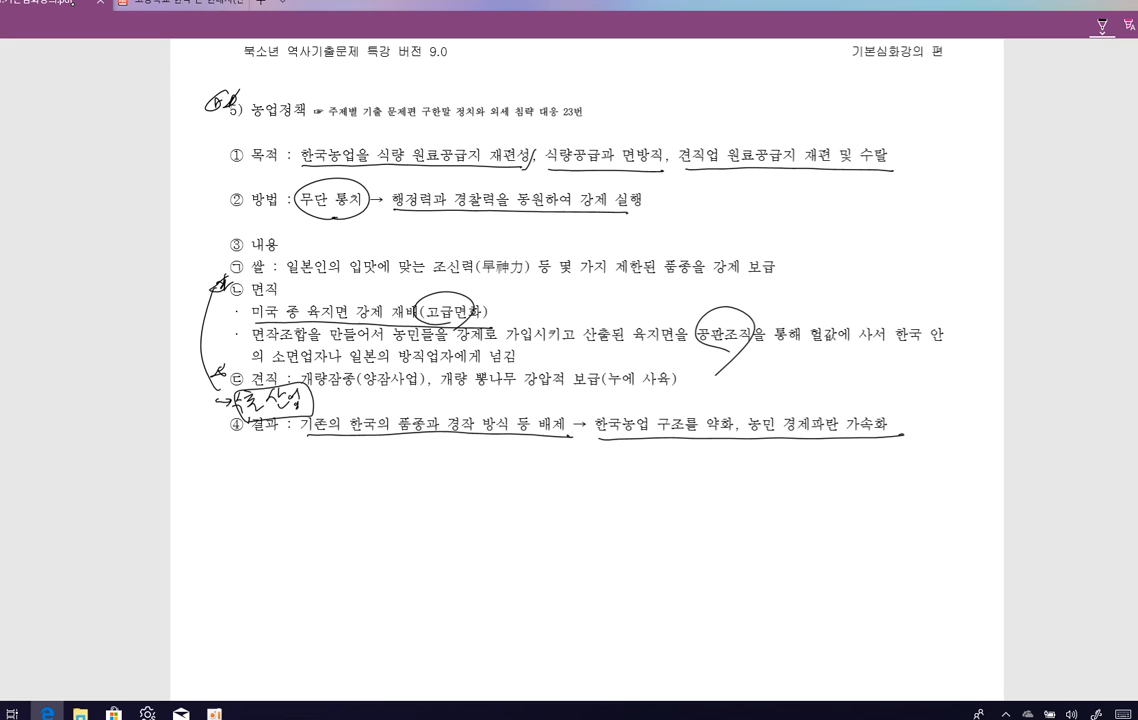 북소년 역사기출문제 특강 버전 9.0 기본심화강의 편
5) 농업정책 ☞ 주제별 기출 문제편 구한말 정치와 외세 침략 대응 23번
① 목적 : 한국농업을 식량 원료공급지 재편성, 식량공급과 면방직, 견직업 원료공급지 재편 및 수탈
② 방법 : 무단 통치 → 행정력과 경찰력을 동원하여 강제 실행
③ 내용
㉠ 쌀 : 일본인의 입맛에 맞는 조신력(早神力) 등 몇 가지 제한된 품종을 강제 보급
㉡ 면직
· 미국 종 육지면 강제 재배(고급면화)
· 면작조합을 만들어서 농민들을 강제로 가입시키고 산출된 육지면을 공판조직을 통해 헐값에 사서 한국 안
의 소면업자나 일본의 방직업자에게 넘김
㉢ 견직 : 개량잠종(양잠사업), 개량 뽕나무 강압적 보급(누에 사육)
산업
④ 결과 : 기존의 한국의 품종과 경작 방식 등 배제 → 한국농업 구조를 약화, 농민 경제파탄 가속화